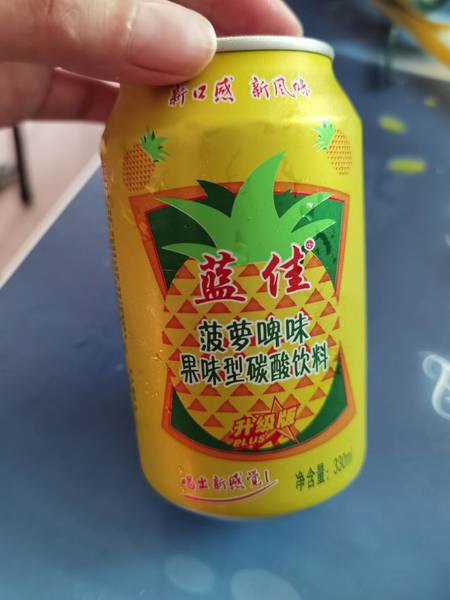 新口感 新风味
蓝佳®
菠萝啤味
果味型碳酸饮料
升级版
PLUS
喝出新感觉！
净含量：330ml